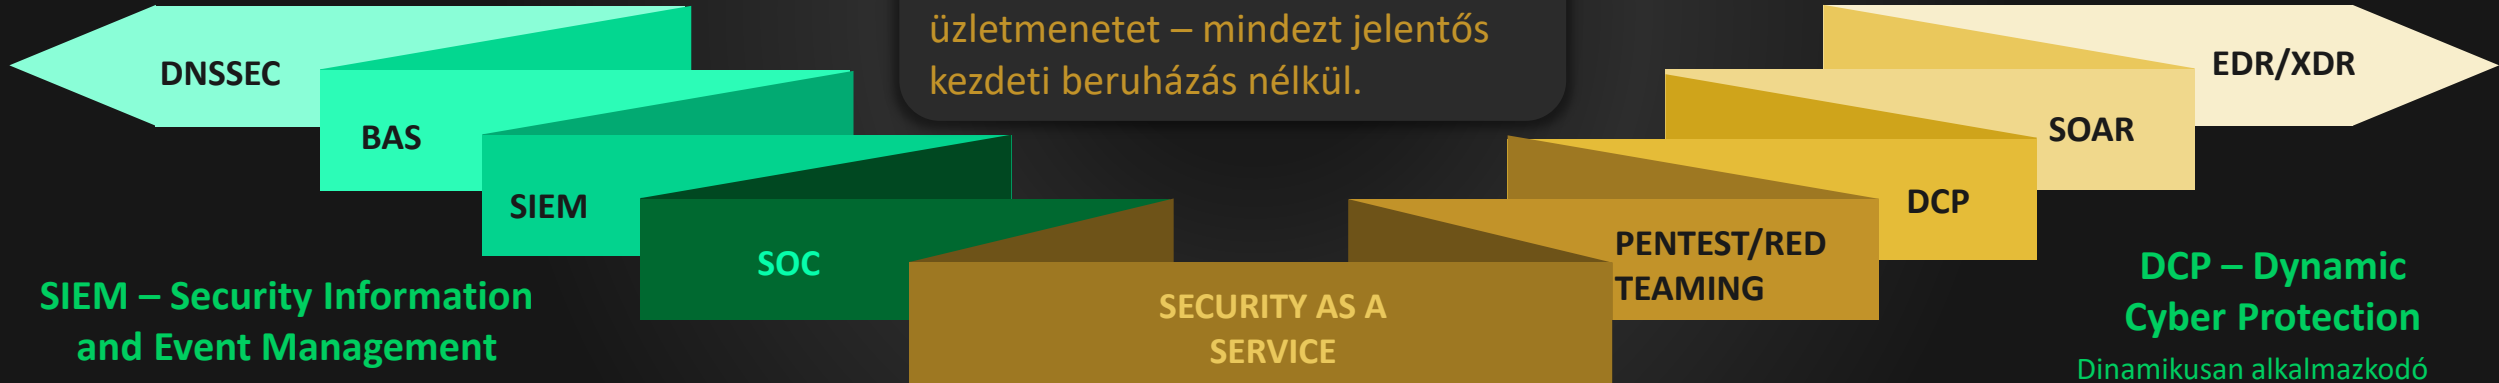 üzletmenetet – mindezt jelentős
kezdeti beruházás nélkül.
DNSSEC
BAS
SIEM
SOC
SECURITY AS A
SERVICE
PENTEST/RED
TEAMING
DCP
SOAR
EDR/XDR
SIEM – Security Information
and Event Management
DCP – Dynamic
Cyber Protection
Dinamikusan alkalmazkodó